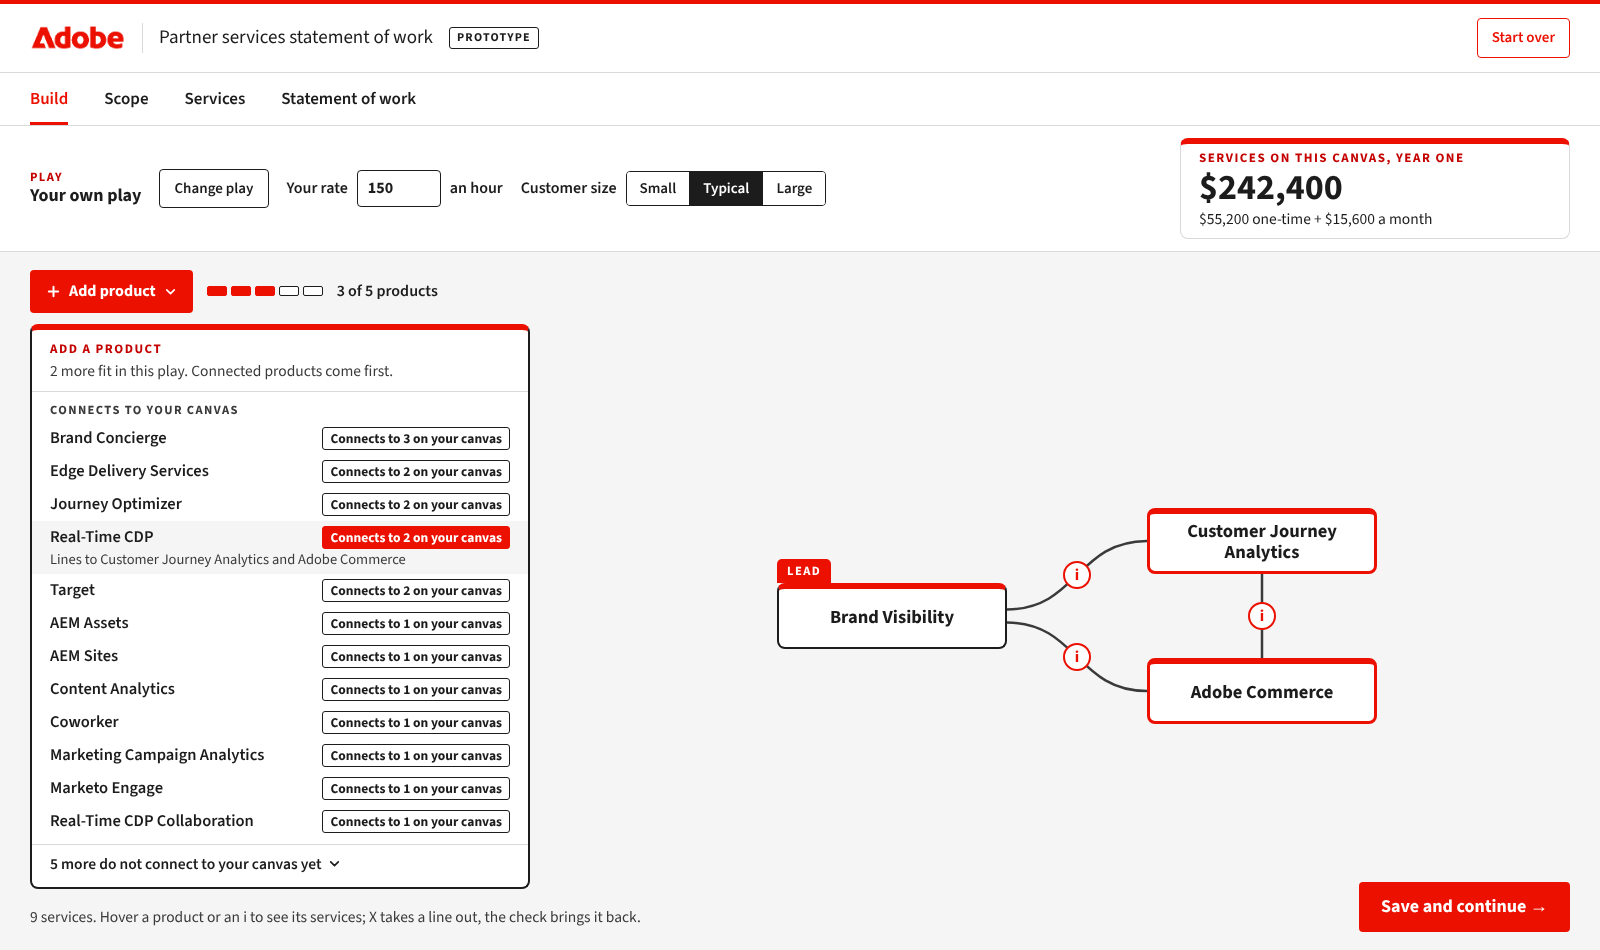 Adobe
Partner services statement of work
PROTOTYPE
Start over
Build
Scope
Services
Statement of work
PLAY
Your own play
Change play
Your rate
150
an hour
Customer size
Small
Typical
Large
SERVICES ON THIS CANVAS, YEAR ONE
$242,400
$55,200 one-time + $15,600 a month
+ Add product
3 of 5 products
ADD A PRODUCT
2 more fit in this play. Connected products come first.
CONNECTS TO YOUR CANVAS
Brand Concierge
Connects to 3 on your canvas
Edge Delivery Services
Connects to 2 on your canvas
Journey Optimizer
Connects to 2 on your canvas
Real-Time CDP
Connects to 2 on your canvas
Lines to Customer Journey Analytics and Adobe Commerce
Target
Connects to 2 on your canvas
AEM Assets
Connects to 1 on your canvas
AEM Sites
Connects to 1 on your canvas
Content Analytics
Connects to 1 on your canvas
Coworker
Connects to 1 on your canvas
Marketing Campaign Analytics
Connects to 1 on your canvas
Marketo Engage
Connects to 1 on your canvas
Real-Time CDP Collaboration
Connects to 1 on your canvas
5 more do not connect to your canvas yet
LEAD
Brand Visibility
i
i
Customer Journey
Analytics
i
Adobe Commerce
9 services. Hover a product or an i to see its services; X takes a line out, the check brings it back.
Save and continue →